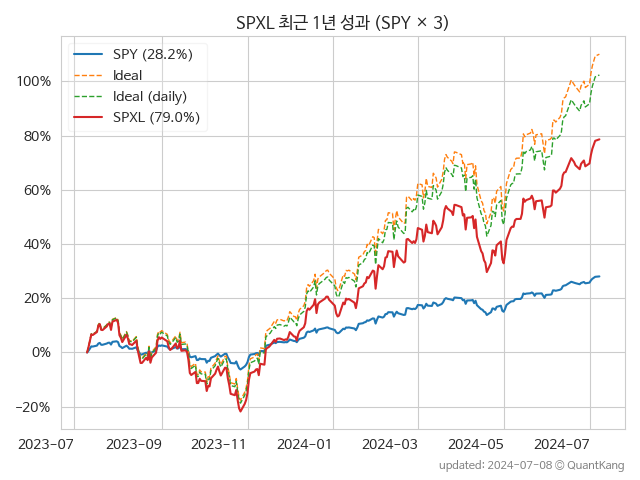 SPXL 최근 1년 성과 (SPY × 3)
SPY (28.2%)
Ideal
Ideal (daily)
SPXL (79.0%)
100%
80%
60%
40%
20%
0%
−20%
2023−07
2023−09
2023−11
2024−01
2024−03
2024−05
2024−07
updated: 2024-07-08 © QuantKang